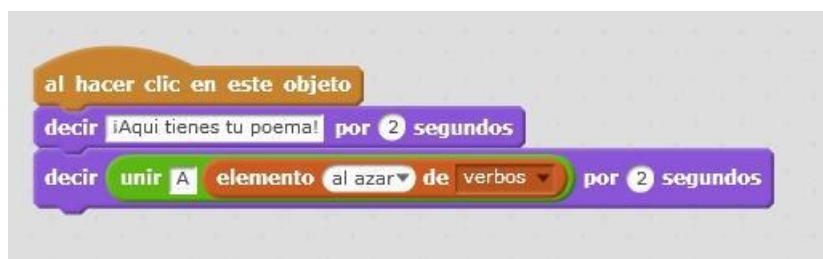 al hacer clic en este objeto
decir ¡Aqui tienes tu poema! por 2 segundos
decir unir A elemento al azar de verbos por 2 segundos